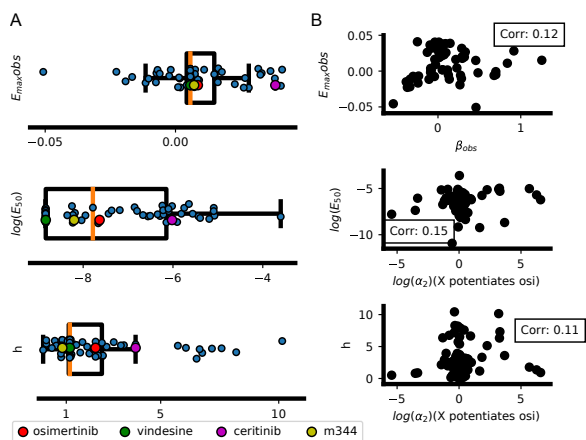 A
E_max obs
−0.05
0.00
log(E_50)
−8
−6
−4
h
1
5
10
osimertinib
vindesine
ceritinib
m344
B
Corr: 0.12
E_max obs
0.05
0.00
−0.05
0
1
β_obs
log(E_50)
−5
−10
Corr: 0.15
−5
0
5
log(α_2)(X potentiates osi)
h
10
5
0
Corr: 0.11
−5
0
5
log(α_2)(X potentiates osi)